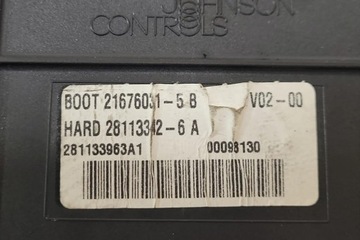 JOHNSON
CONTROLS
BOOT 21676031-5 B V02-00
HARD 28113342-6 A
281133963A1 00098130